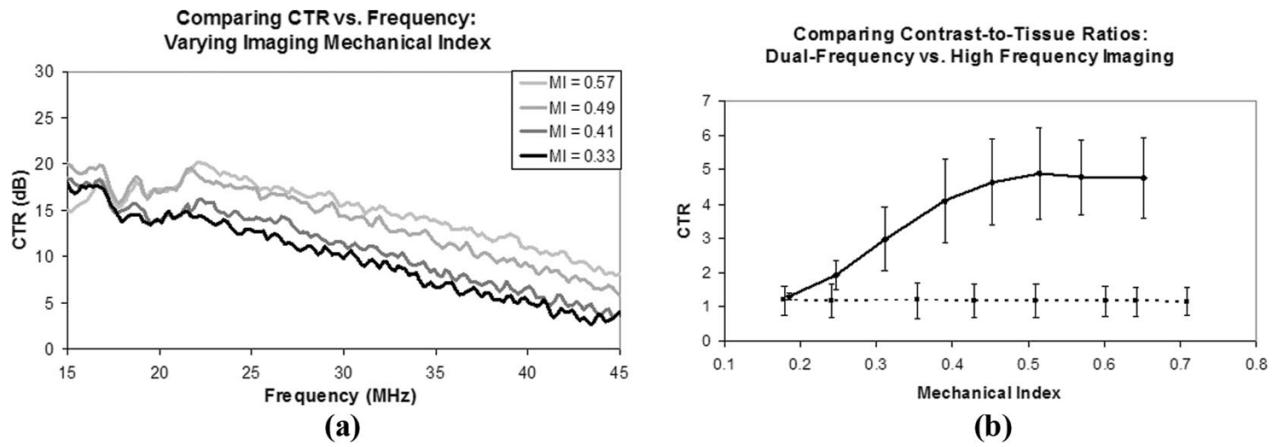 Comparing CTR vs. Frequency:
Varying Imaging Mechanical Index
30
25
20
15
10
5
0
CTR (dB)
MI = 0.57
MI = 0.49
MI = 0.41
MI = 0.33
15 20 25 30 35 40 45
Frequency (MHz)
(a)
Comparing Contrast-to-Tissue Ratios:
Dual-Frequency vs. High Frequency Imaging
7
6
5
4
3
2
1
0
CTR
0.1 0.2 0.3 0.4 0.5 0.6 0.7 0.8
Mechanical Index
(b)